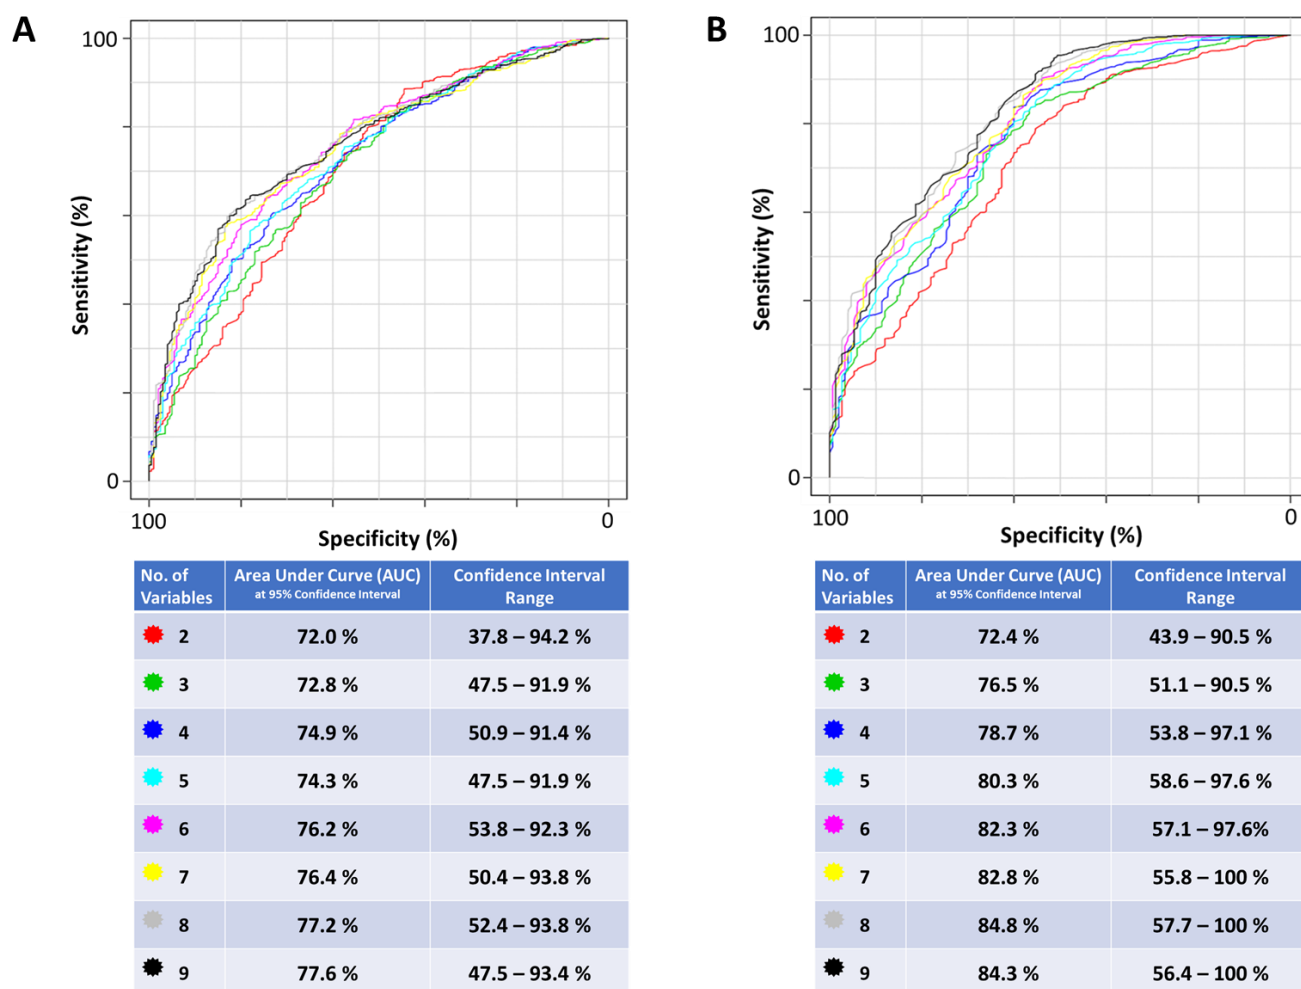 A
100
Sensitivity (%)
0
100
0
Specificity (%)
No. of Variables
Area Under Curve (AUC)
at 95% Confidence Interval
Confidence Interval Range
2 72.0 % 37.8 – 94.2 %
3 72.8 % 47.5 – 91.9 %
4 74.9 % 50.9 – 91.4 %
5 74.3 % 47.5 – 91.9 %
6 76.2 % 53.8 – 92.3 %
7 76.4 % 50.4 – 93.8 %
8 77.2 % 52.4 – 93.8 %
9 77.6 % 47.5 – 93.4 %
B
100
Sensitivity (%)
0
100
0
Specificity (%)
No. of Variables
Area Under Curve (AUC)
at 95% Confidence Interval
Confidence Interval Range
2 72.4 % 43.9 – 90.5 %
3 76.5 % 51.1 – 90.5 %
4 78.7 % 53.8 – 97.1 %
5 80.3 % 58.6 – 97.6 %
6 82.3 % 57.1 – 97.6%
7 82.8 % 55.8 – 100 %
8 84.8 % 57.7 – 100 %
9 84.3 % 56.4 – 100 %